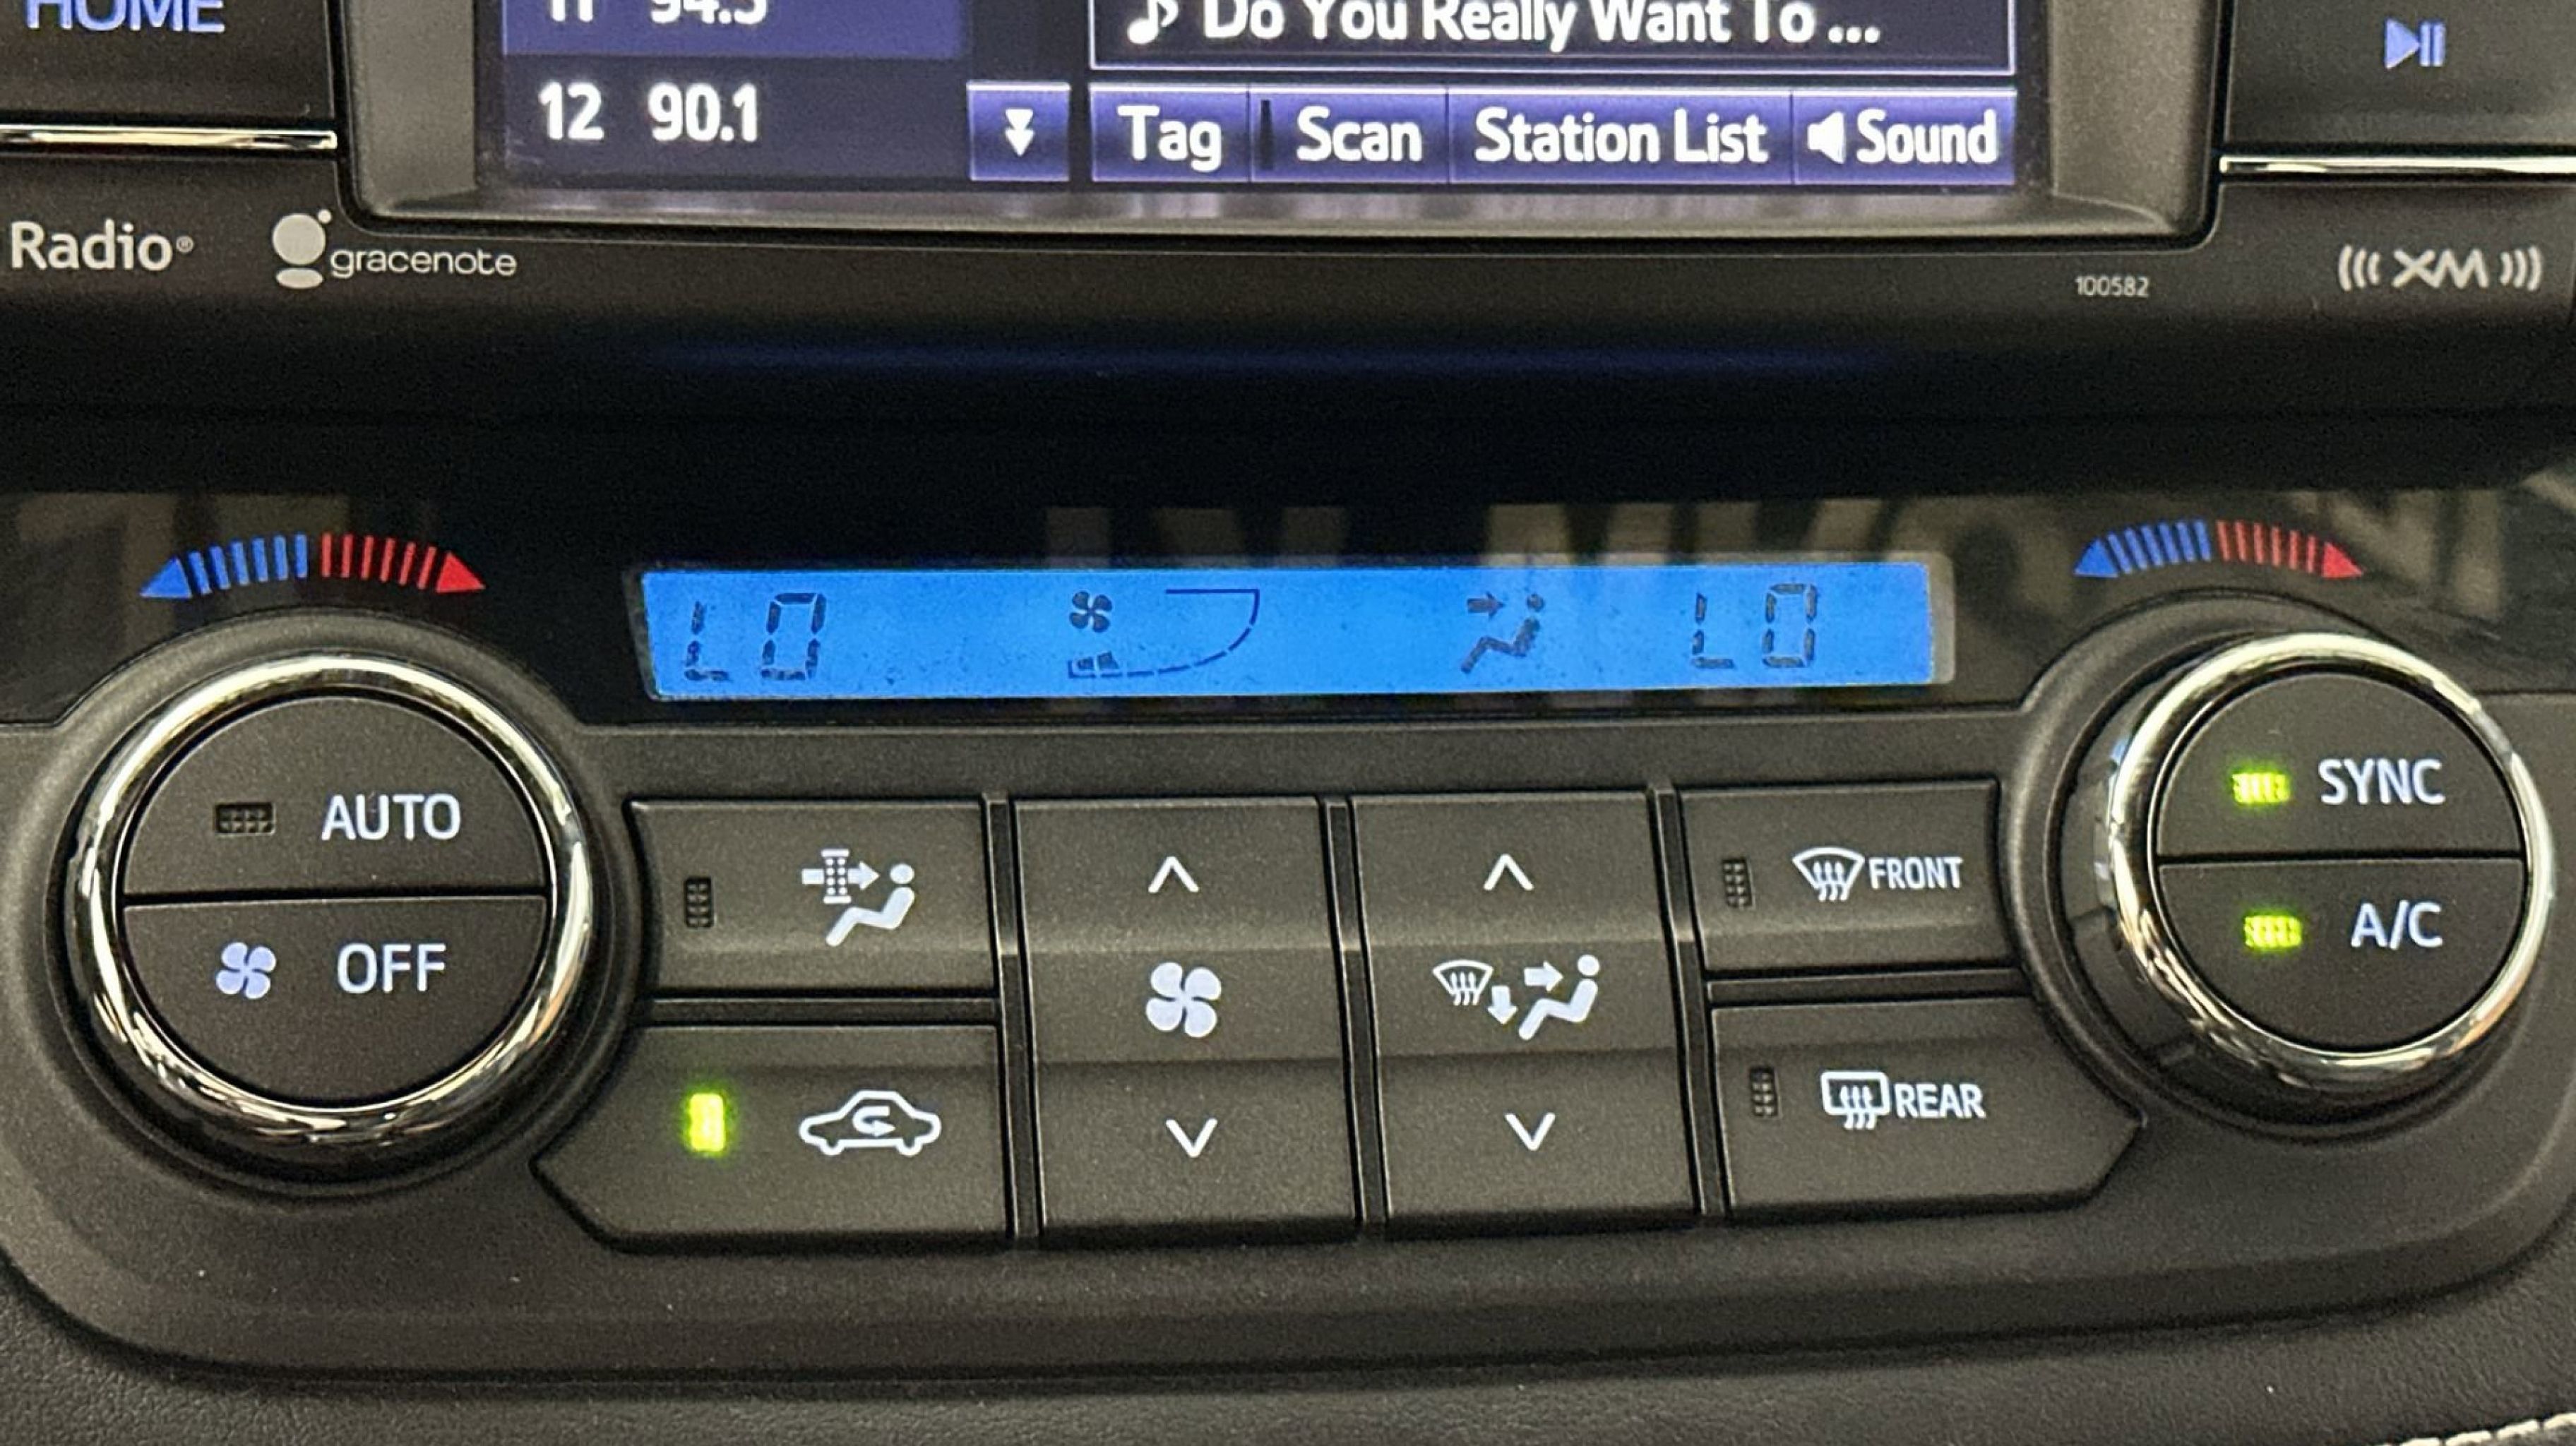 HOME
11 94.5
Do You Really Want To ...
12 90.1
Tag Scan Station List Sound
Radio® gracenote
100582
((( XM )))
LO LO
AUTO
OFF
FRONT
REAR
SYNC
A/C